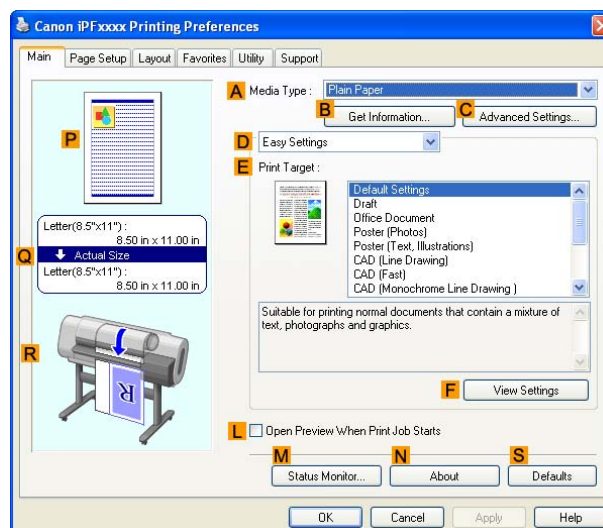 Canon iPFxxxx Printing Preferences
Main Page Setup Layout Favorites Utility Support
A Media Type : Plain Paper
B Get Information... C Advanced Settings...
D Easy Settings
E Print Target :
P
Default Settings
Draft
Office Document
Poster (Photos)
Poster (Text, Illustrations)
CAD (Line Drawing)
CAD (Fast)
CAD (Monochrome Line Drawing )
Q
Letter(8.5"x11") :
8.50 in x 11.00 in
Actual Size
Letter(8.5"x11") :
8.50 in x 11.00 in
Suitable for printing normal documents that contain a mixture of
text, photographs and graphics.
R
R
F View Settings
L Open Preview When Print Job Starts
M Status Monitor... N About S Defaults
OK Cancel Apply Help